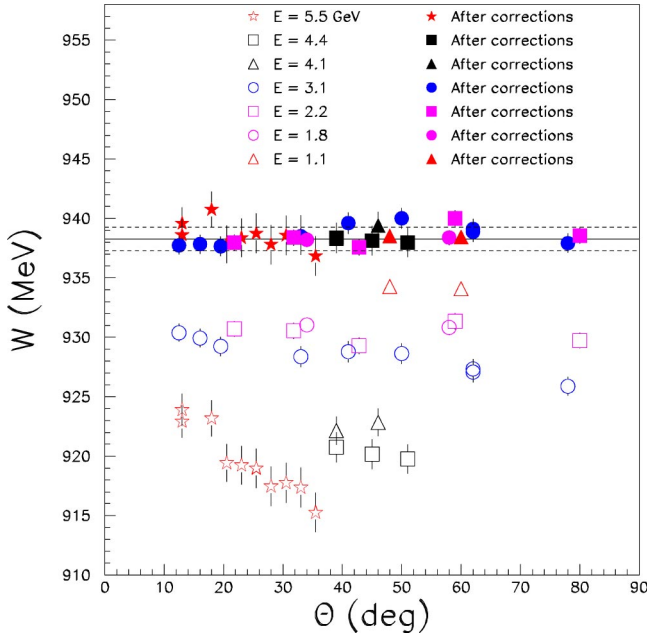 E = 5.5 GeV After corrections
E = 4.4 After corrections
E = 4.1 After corrections
E = 3.1 After corrections
E = 2.2 After corrections
E = 1.8 After corrections
E = 1.1 After corrections
W (MeV)
955
950
945
940
935
930
925
920
915
910
0 10 20 30 40 50 60 70 80 90
Θ (deg)